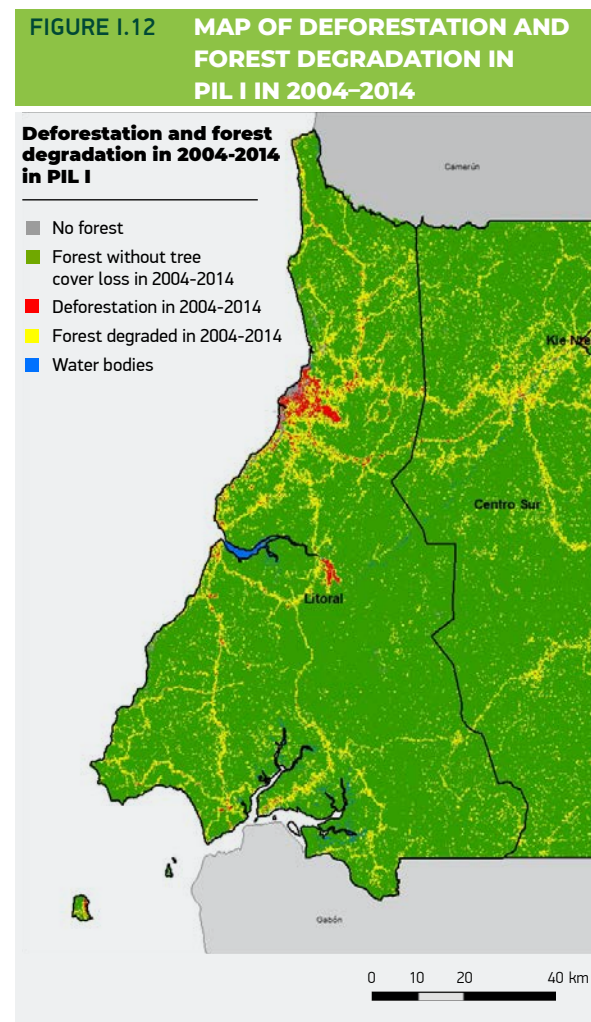 FIGURE I.12
MAP OF DEFORESTATION AND
FOREST DEGRADATION IN
PIL I IN 2004–2014
Deforestation and forest
degradation in 2004-2014
in PIL I
No forest
Forest without tree
cover loss in 2004-2014
Deforestation in 2004-2014
Forest degraded in 2004-2014
Water bodies
Camerún
Kie-Nte
Centro Sur
Litoral
Gabón
0 10 20 40 km